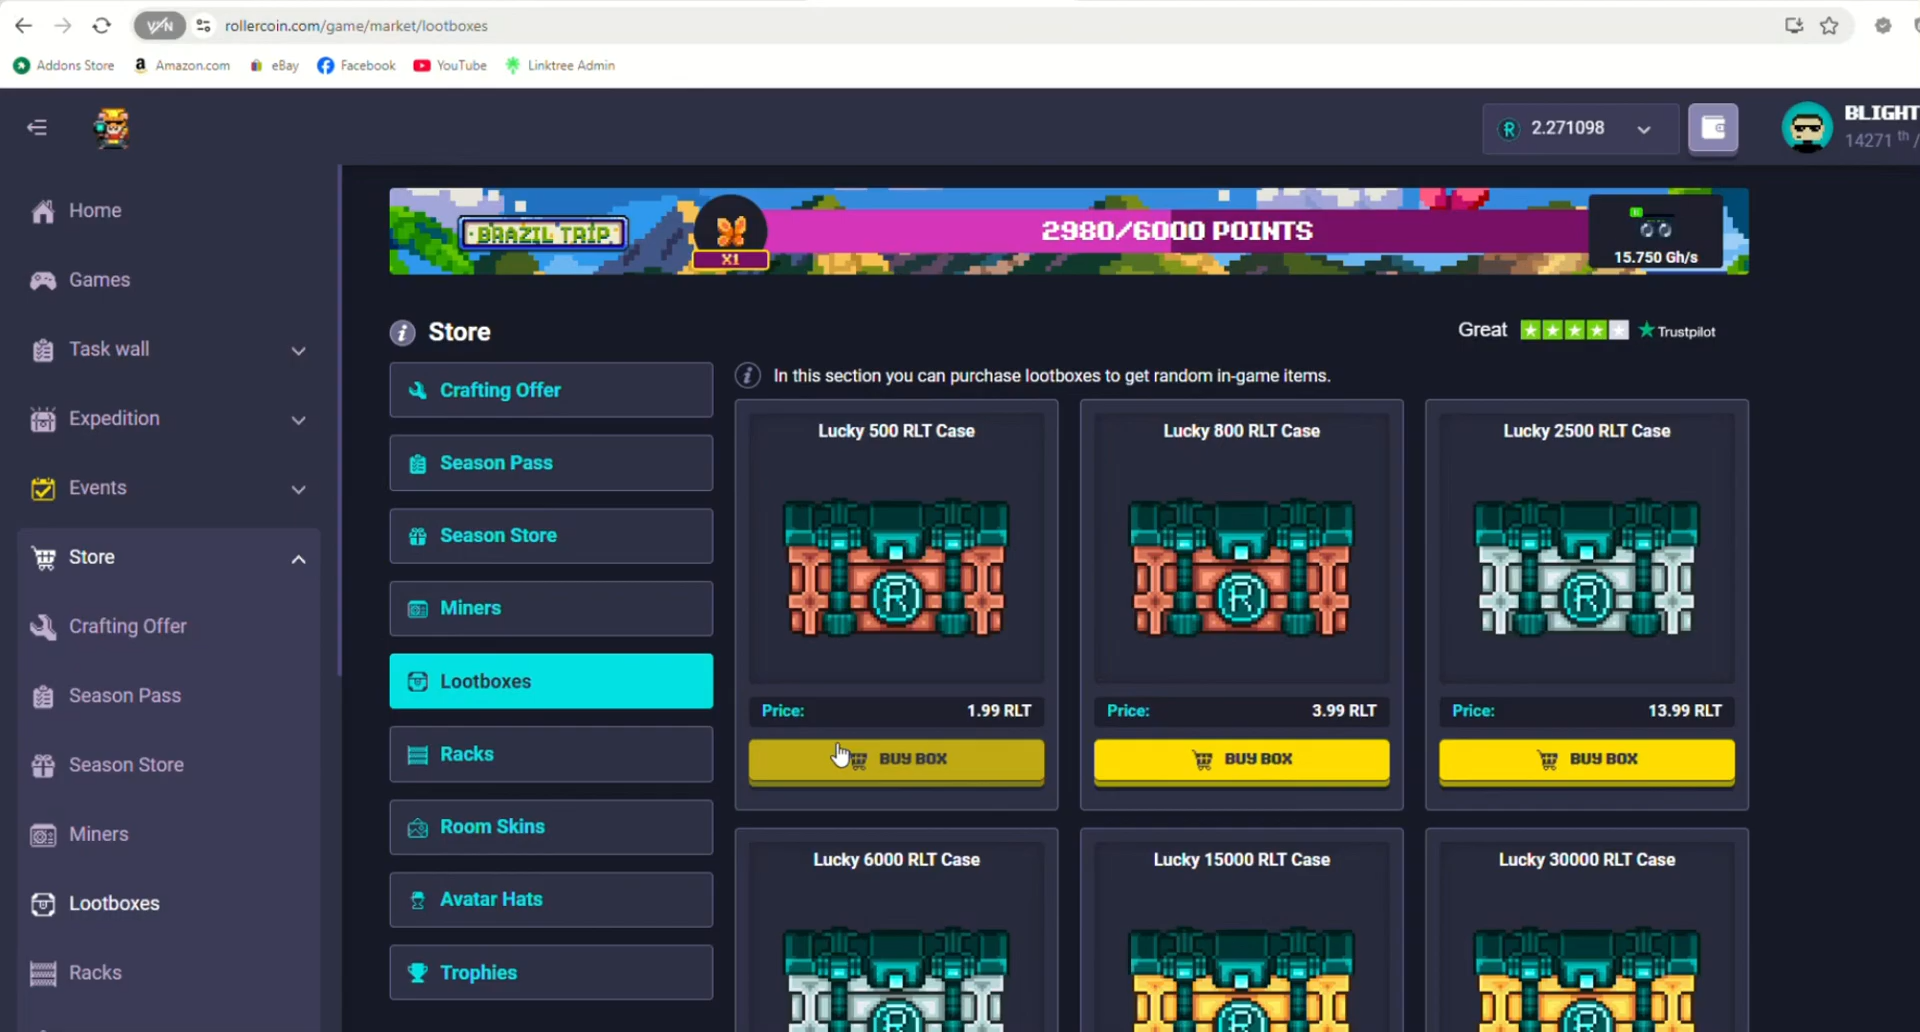 VPN
rollercoin.com/game/market/lootboxes
Addons Store
Amazon.com
eBay
Facebook
YouTube
Linktree Admin
2.271098
BLIGHT
14271 th /
Home
Games
Task wall
Expedition
Events
Store
Crafting Offer
Season Pass
Season Store
Miners
Lootboxes
Racks
BRAZIL TRIP
X1
2980/6000 POINTS
15.750 Gh/s
Store
Great
Trustpilot
Crafting Offer
Season Pass
Season Store
Miners
Lootboxes
Racks
Room Skins
Avatar Hats
Trophies
In this section you can purchase lootboxes to get random in-game items.
Lucky 500 RLT Case
R
Price: 1.99 RLT
BUY BOX
Lucky 800 RLT Case
R
Price: 3.99 RLT
BUY BOX
Lucky 2500 RLT Case
R
Price: 13.99 RLT
BUY BOX
Lucky 6000 RLT Case
R
Lucky 15000 RLT Case
R
Lucky 30000 RLT Case
R